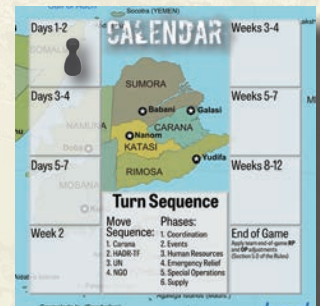 Socotra (YEMEN)
CALENDAR
Days 1-2
Weeks 3-4
SUMORA
Days 3-4
Babani
Galasi
Weeks 5-7
CARANA
Nanom
KATASI
Yudifa
Days 5-7
RIMOSA
Weeks 8-12
Turn Sequence
Move
Sequence:
1. Carana
2. HADR-TF
3. UN
4. NGO
Phases:
1. Coordination
2. Events
3. Human Resources
4. Emergency Relief
5. Special Operations
6. Supply
Week 2
End of Game
Apply team end-of-game RP
and OP adjustments
(Section 5.0 of the Rules)